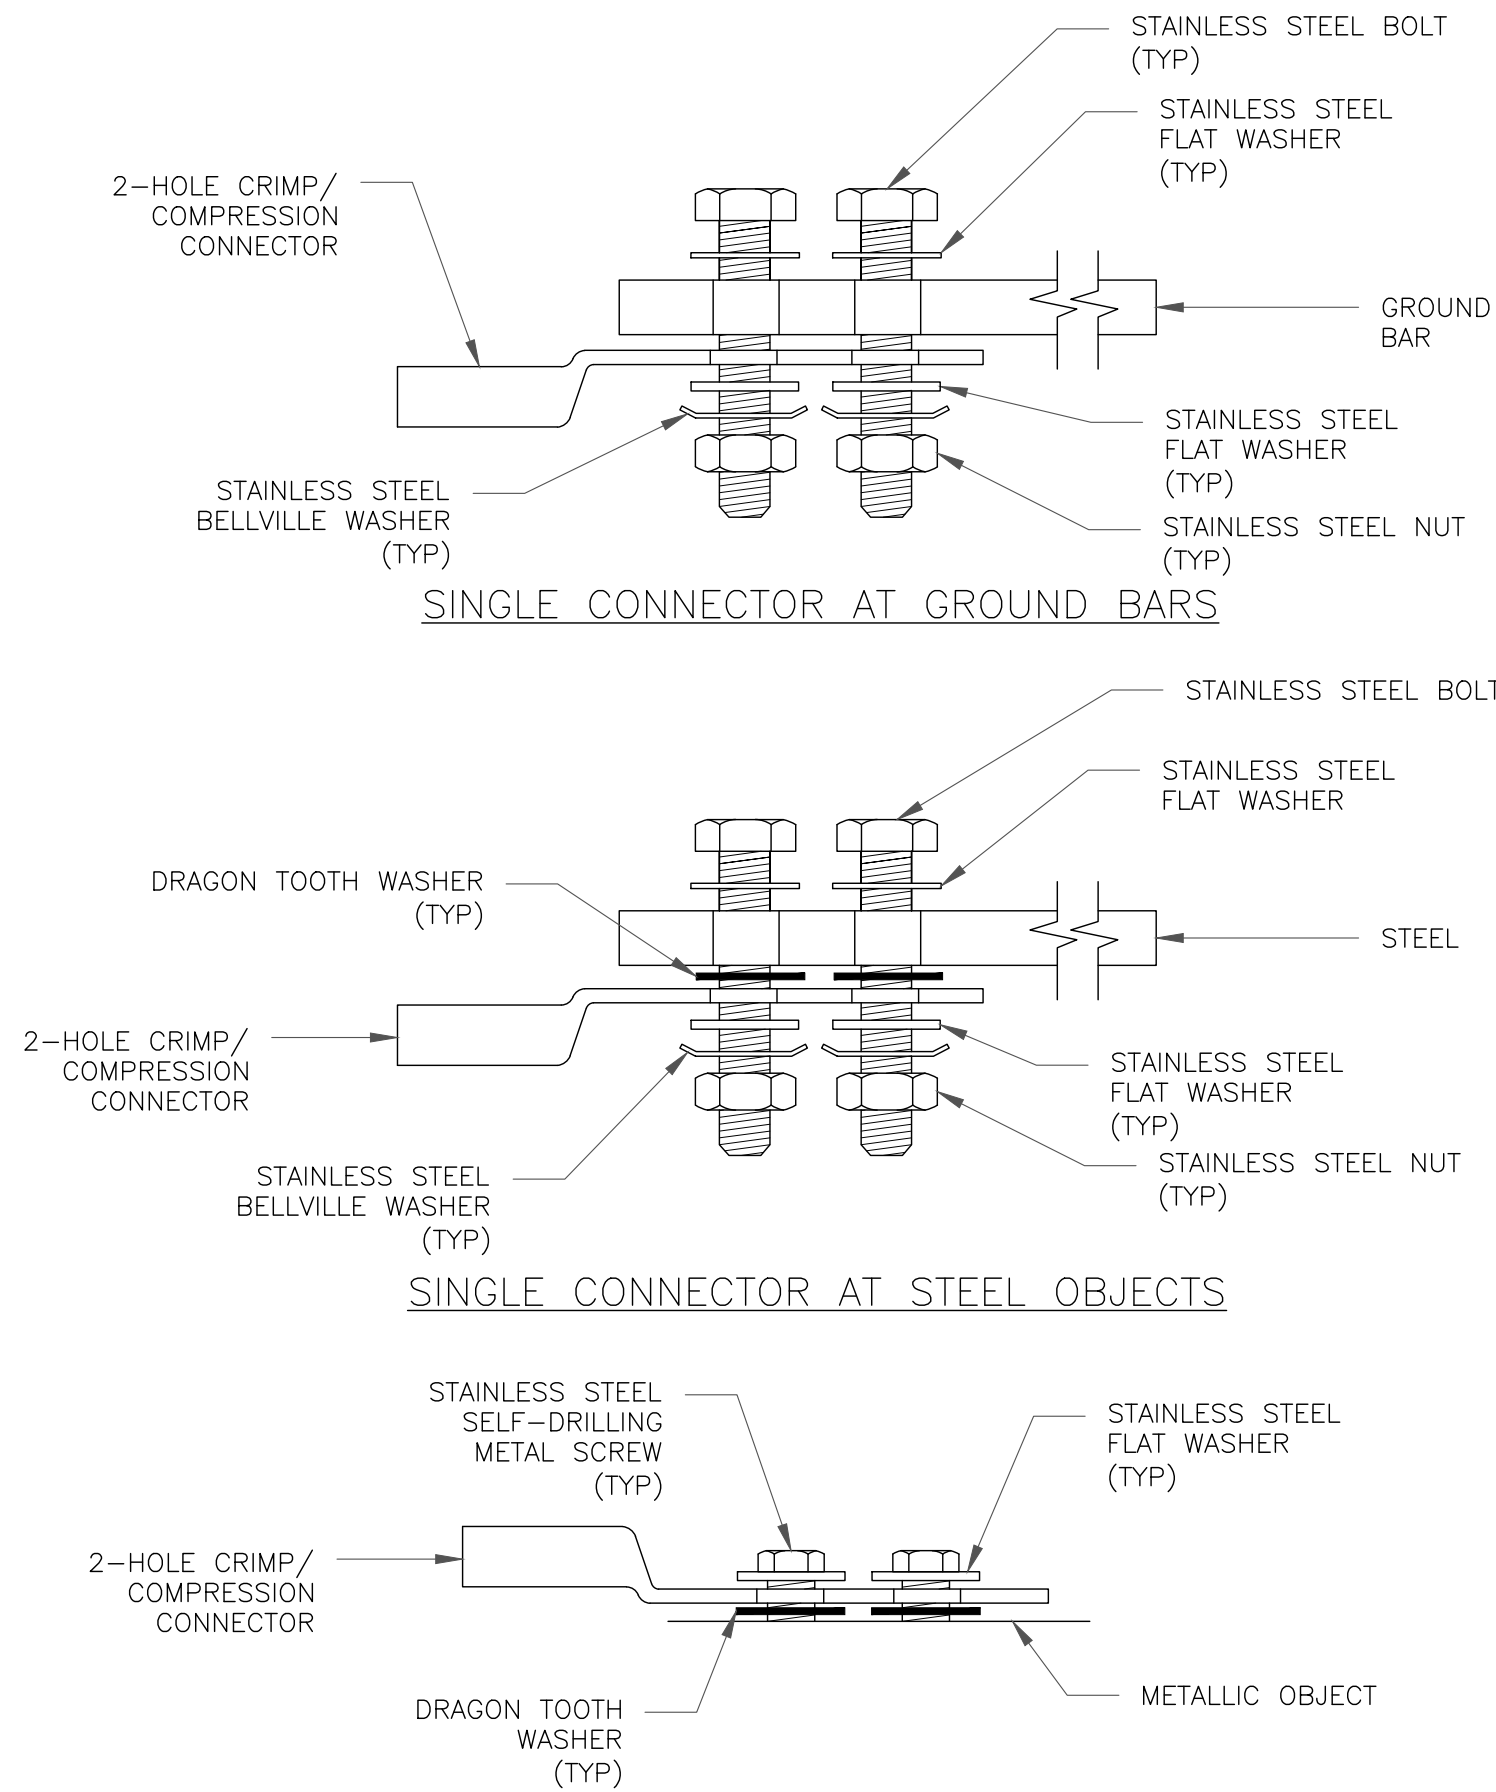 STAINLESS STEEL BOLT
(TYP)
STAINLESS STEEL
FLAT WASHER
(TYP)
2-HOLE CRIMP/
COMPRESSION
CONNECTOR
GROUND
BAR
STAINLESS STEEL
FLAT WASHER
(TYP)
STAINLESS STEEL
BELLVILLE WASHER
(TYP)
STAINLESS STEEL NUT
(TYP)
SINGLE CONNECTOR AT GROUND BARS
STAINLESS STEEL BOLT
STAINLESS STEEL
FLAT WASHER
DRAGON TOOTH WASHER
(TYP)
STEEL
2-HOLE CRIMP/
COMPRESSION
CONNECTOR
STAINLESS STEEL
FLAT WASHER
(TYP)
STAINLESS STEEL NUT
(TYP)
STAINLESS STEEL
BELLVILLE WASHER
(TYP)
SINGLE CONNECTOR AT STEEL OBJECTS
STAINLESS STEEL
SELF-DRILLING
METAL SCREW
(TYP)
STAINLESS STEEL
FLAT WASHER
(TYP)
2-HOLE CRIMP/
COMPRESSION
CONNECTOR
DRAGON TOOTH
WASHER
(TYP)
METALLIC OBJECT